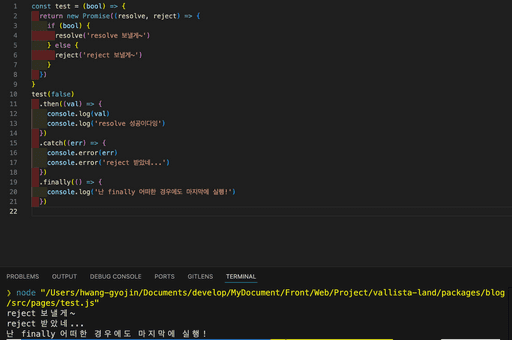 1 const test = (bool) => {
2 return new Promise((resolve, reject) => {
3 if (bool) {
4 resolve('resolve 보낼게~')
5 } else {
6 reject('reject 보낼게~')
7 }
8 })
9 }
10 test(false)
11 .then((val) => {
12 console.log(val)
13 console.log('resolve 성공이다잉')
14 })
15 .catch((err) => {
16 console.error(err)
17 console.error('reject 받았네...')
18 })
19 .finally(() => {
20 console.log('난 finally 어떠한 경우에도 마지막에 실행!')
21 })
22
PROBLEMS OUTPUT DEBUG CONSOLE PORTS GITLENS TERMINAL
❯ node "/Users/hwang-gyojin/Documents/develop/MyDocument/Front/Web/Project/vallista-land/packages/blog
/src/pages/test.js"
reject 보낼게~
reject 받았네...
난 finally 어떠한 경우에도 마지막에 실행!